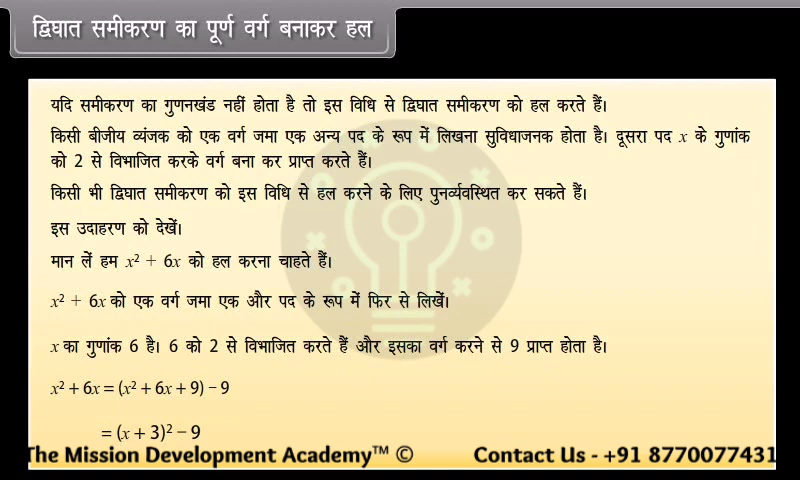 द्विघात समीकरण का पूर्ण वर्ग बनाकर हल
यदि समीकरण का गुणनखंड नहीं होता है तो इस विधि से द्विघात समीकरण को हल करते हैं।
किसी बीजीय व्यंजक को एक वर्ग जमा एक अन्य पद के रूप में लिखना सुविधाजनक होता है। दूसरा पद x के गुणांक
को 2 से विभाजित करके वर्ग बना कर प्राप्त करते हैं।
किसी भी द्विघात समीकरण को इस विधि से हल करने के लिए पुनर्व्यवस्थित कर सकते हैं।
इस उदाहरण को देखें।
मान लें हम x² + 6x को हल करना चाहते हैं।
x² + 6x को एक वर्ग जमा एक और पद के रूप में फिर से लिखें।
x का गुणांक 6 है। 6 को 2 से विभाजित करते हैं और इसका वर्ग करने से 9 प्राप्त होता है।
x² + 6x = (x² + 6x + 9) − 9
= (x + 3)² − 9
The Mission Development Academy™ © Contact Us - +91 8770077431